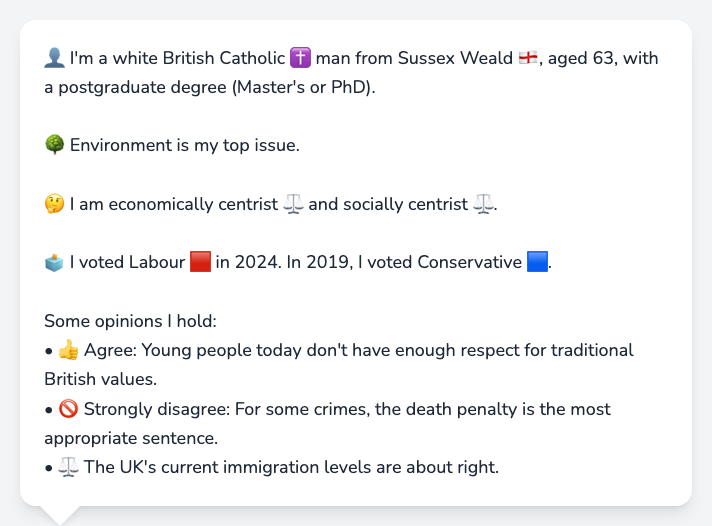 👤 I'm a white British Catholic ✝️ man from Sussex Weald 🏴󠁧󠁢󠁥󠁮󠁧󠁿, aged 63, with
a postgraduate degree (Master's or PhD).
🌳 Environment is my top issue.
🤔 I am economically centrist ⚖️ and socially centrist ⚖️.
🗳️ I voted Labour 🟥 in 2024. In 2019, I voted Conservative 🟦.
Some opinions I hold:
• 👍 Agree: Young people today don't have enough respect for traditional
British values.
• 🚫 Strongly disagree: For some crimes, the death penalty is the most
appropriate sentence.
• ⚖️ The UK's current immigration levels are about right.